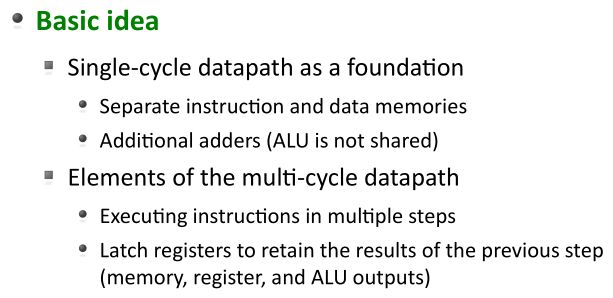 Basic idea
Single-cycle datapath as a foundation
Separate instruction and data memories
Additional adders (ALU is not shared)
Elements of the multi-cycle datapath
Executing instructions in multiple steps
Latch registers to retain the results of the previous step
(memory, register, and ALU outputs)